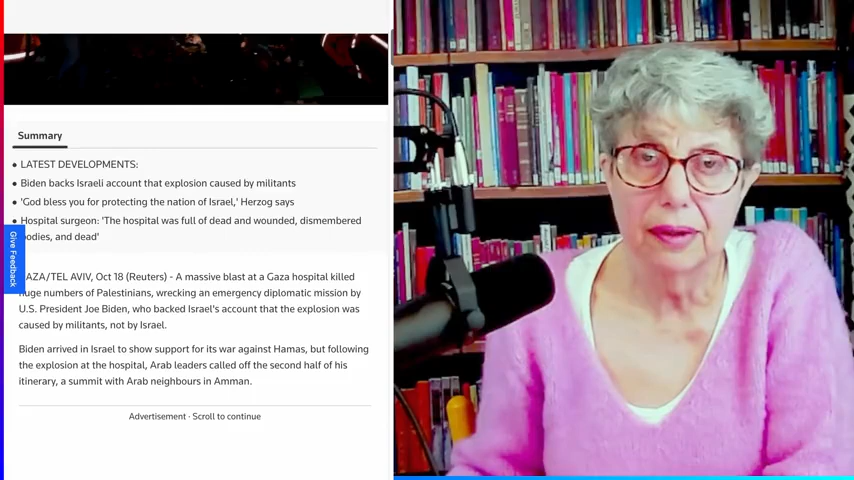 Summary
LATEST DEVELOPMENTS:
Biden backs Israeli account that explosion caused by militants
'God bless you for protecting the nation of Israel,' Herzog says
Hospital surgeon: 'The hospital was full of dead and wounded, dismembered
odies, and dead'
Give Feedback
AZA/TEL AVIV, Oct 18 (Reuters) - A massive blast at a Gaza hospital killed
huge numbers of Palestinians, wrecking an emergency diplomatic mission by
U.S. President Joe Biden, who backed Israel's account that the explosion was
caused by militants, not by Israel.
Biden arrived in Israel to show support for its war against Hamas, but following
the explosion at the hospital, Arab leaders called off the second half of his
itinerary, a summit with Arab neighbours in Amman.
Advertisement · Scroll to continue